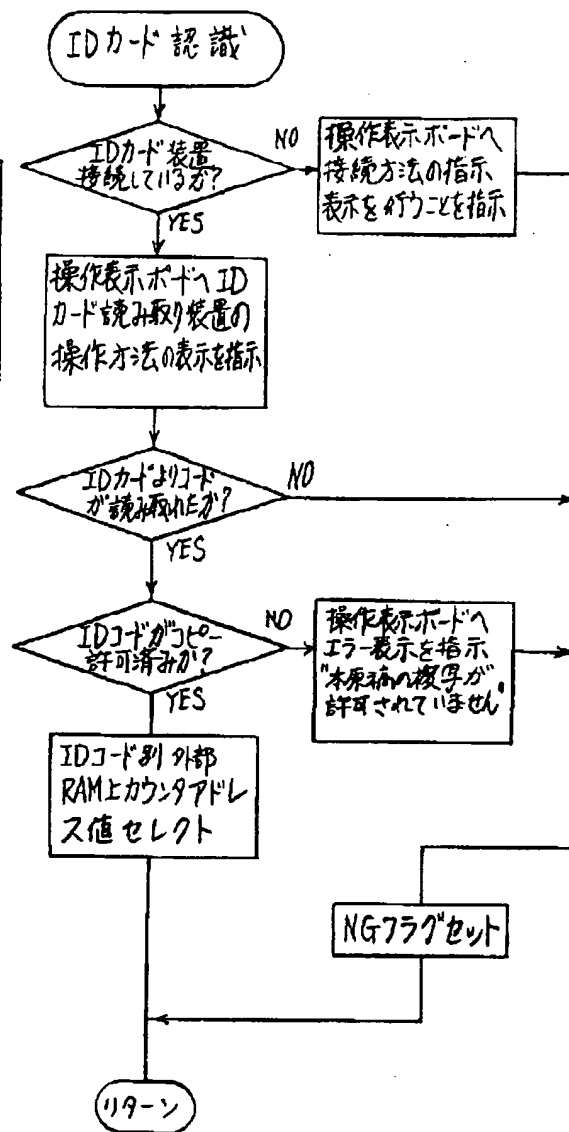 IDカード認識
IDカード装置
接続しているか?
NO
YES
操作表示ボードへ
接続方法の指示
表示を行うことを指示
操作表示ボードへID
カード読み取り装置の
操作方法の表示を指示
IDカードよりコード
が読み取れたか?
NO
YES
IDコードがコピー
許可済みか?
NO
YES
操作表示ボードへ
エラー表示を指示
"本原稿の複写が
許可されていません"
IDコード別外部
RAM上カウンタアドレ
ス値セレクト
NGフラグセット
リターン